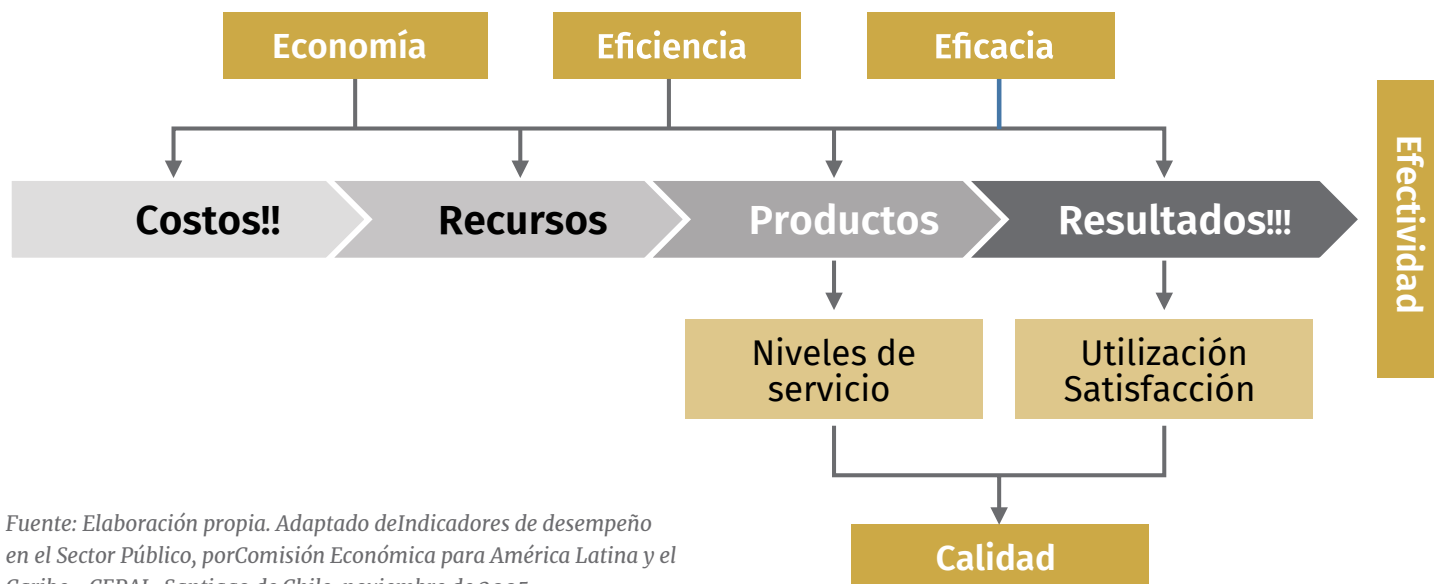 Economía
Eficiencia
Eficacia
Efectividad
Costos!!
Recursos
Productos
Resultados!!!
Niveles de
servicio
Utilización
Satisfacción
Calidad
Fuente: Elaboración propia. Adaptado deIndicadores de desempeño
en el Sector Público, porComisión Económica para América Latina y el